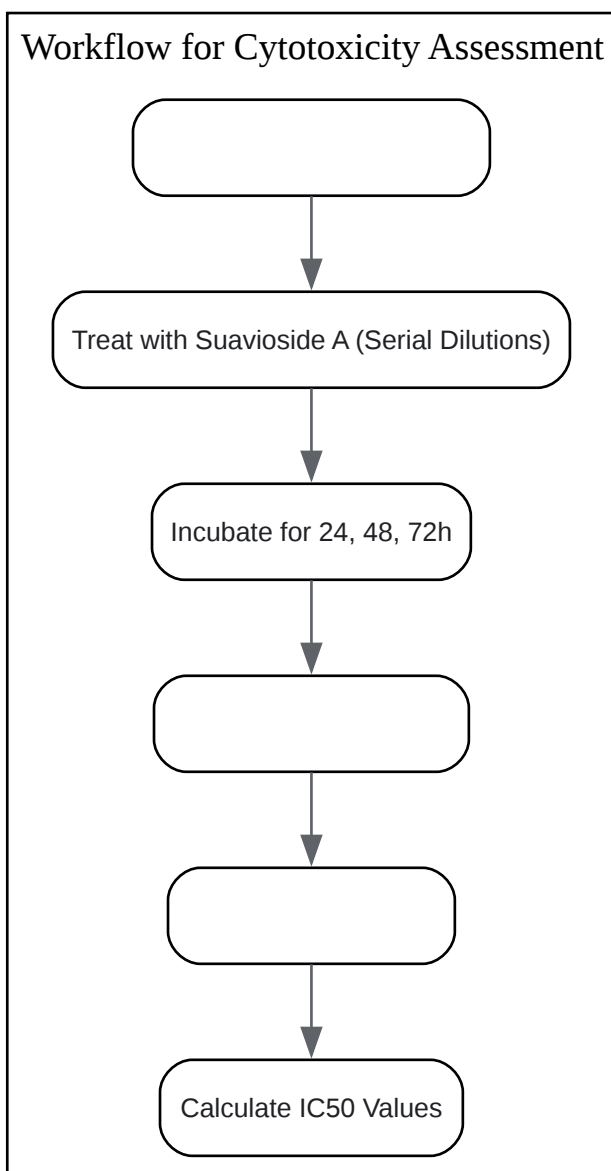 Workflow for Cytotoxicity Assessment
Treat with Suavioside A (Serial Dilutions)
Incubate for 24, 48, 72h
Calculate IC50 Values